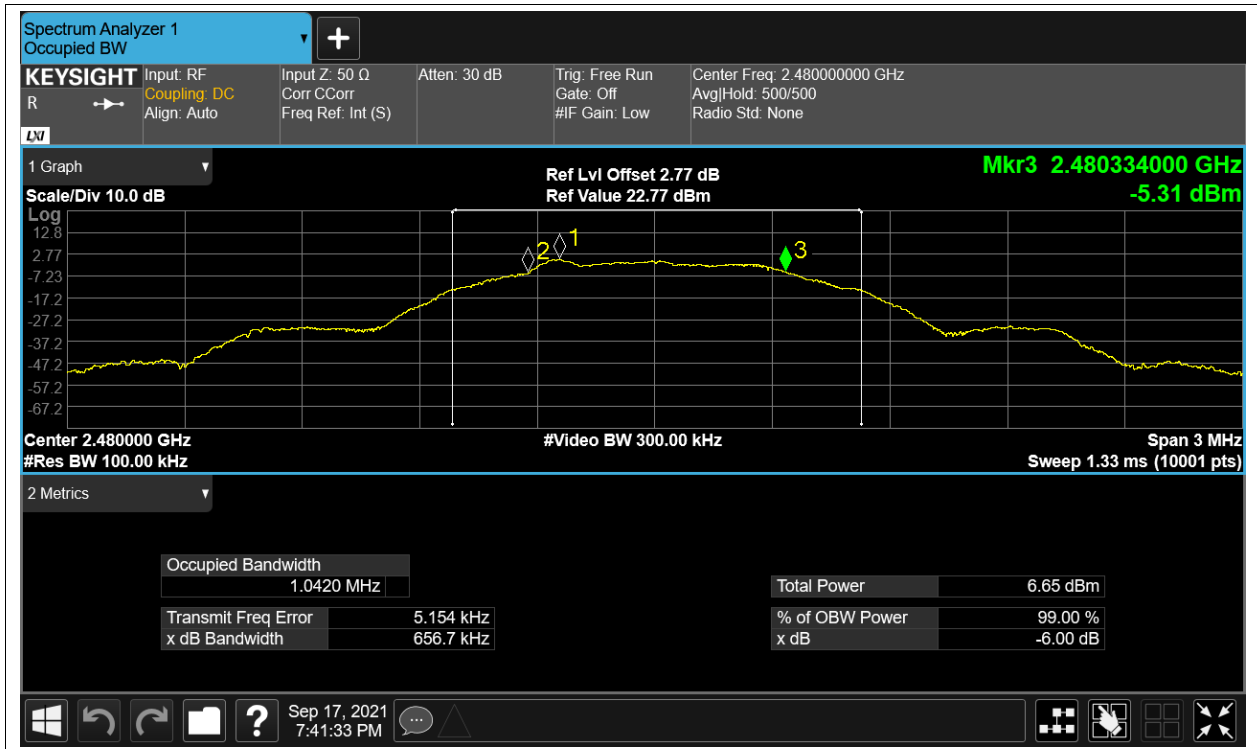 Spectrum Analyzer 1
Occupied BW
KEYSIGHT
R
LXI
Input: RF
Coupling: DC
Align: Auto
Input Z: 50 Ω
Corr CCorr
Freq Ref: Int (S)
Atten: 30 dB
Trig: Free Run
Gate: Off
#IF Gain: Low
Center Freq: 2.480000000 GHz
Avg|Hold: 500/500
Radio Std: None
1 Graph
Scale/Div 10.0 dB
Ref Lvl Offset 2.77 dB
Ref Value 22.77 dBm
Mkr3 2.480334000 GHz
-5.31 dBm
Log
12.8
2.77
-7.23
-17.2
-27.2
-37.2
-47.2
-57.2
-67.2
2
1
3
Center 2.480000 GHz
#Res BW 100.00 kHz
#Video BW 300.00 kHz
Span 3 MHz
Sweep 1.33 ms (10001 pts)
2 Metrics
Occupied Bandwidth
1.0420 MHz
Transmit Freq Error 5.154 kHz
x dB Bandwidth 656.7 kHz
Total Power 6.65 dBm
% of OBW Power 99.00 %
x dB -6.00 dB
?
Sep 17, 2021
7:41:33 PM